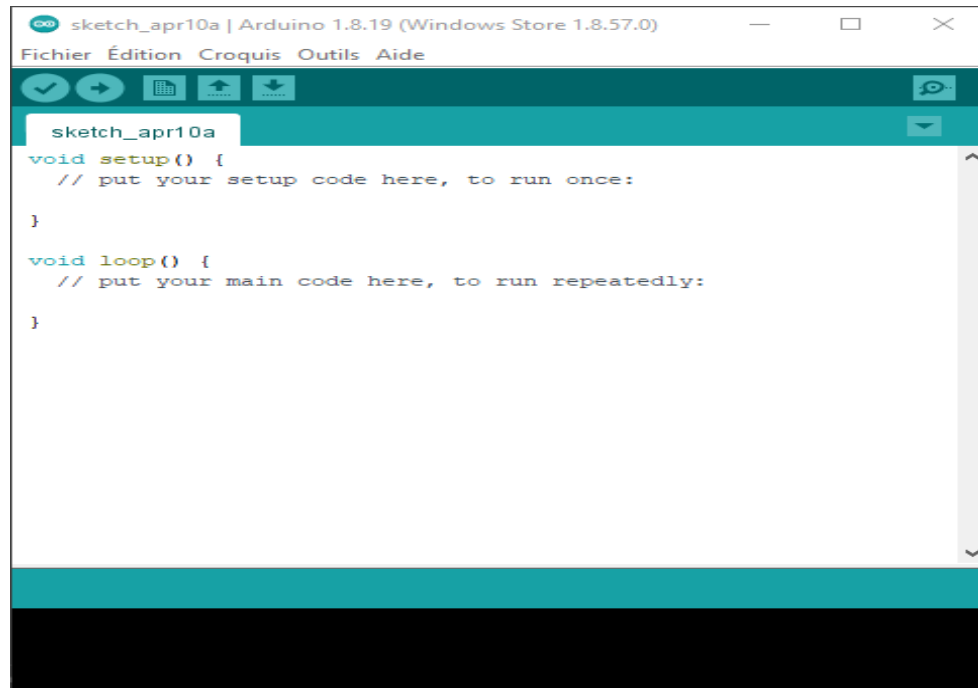 sketch_apr10a | Arduino 1.8.19 (Windows Store 1.8.57.0)
Fichier Édition Croquis Outils Aide
sketch_apr10a
void setup() {
  // put your setup code here, to run once:
}
void loop() {
  // put your main code here, to run repeatedly:
}